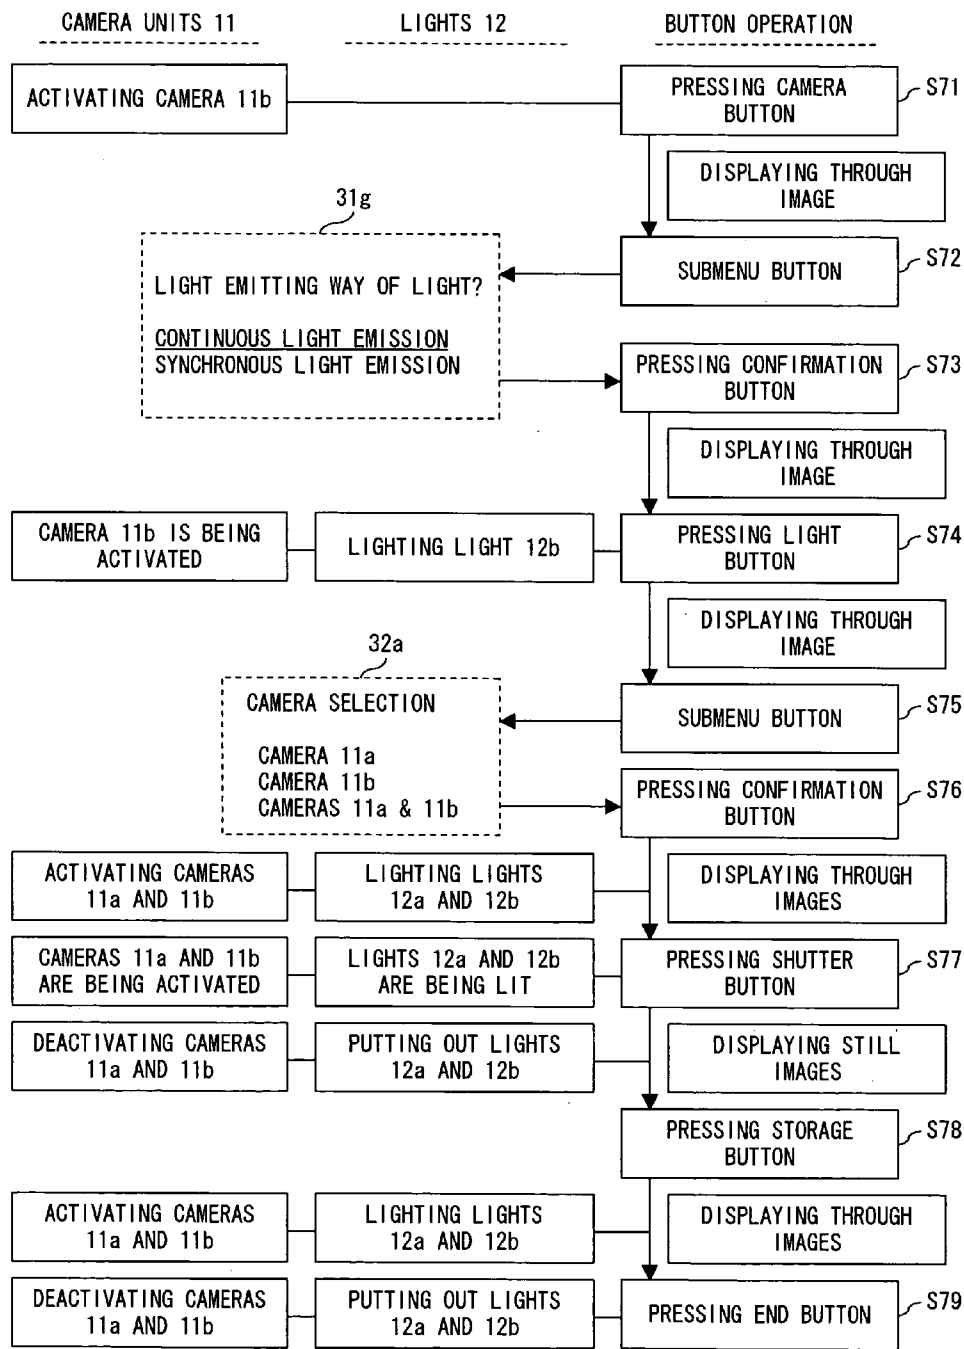 CAMERA UNITS 11
LIGHTS 12
BUTTON OPERATION
ACTIVATING CAMERA 11b
PRESSING CAMERA
BUTTON
S71
DISPLAYING THROUGH
IMAGE
31g
LIGHT EMITTING WAY OF LIGHT?
CONTINUOUS LIGHT EMISSION
SYNCHRONOUS LIGHT EMISSION
SUBMENU BUTTON
S72
PRESSING CONFIRMATION
BUTTON
S73
DISPLAYING THROUGH
IMAGE
CAMERA 11b IS BEING
ACTIVATED
LIGHTING LIGHT 12b
PRESSING LIGHT
BUTTON
S74
DISPLAYING THROUGH
IMAGE
32a
CAMERA SELECTION
CAMERA 11a
CAMERA 11b
CAMERAS 11a & 11b
SUBMENU BUTTON
S75
PRESSING CONFIRMATION
BUTTON
S76
ACTIVATING CAMERAS
11a AND 11b
LIGHTING LIGHTS
12a AND 12b
DISPLAYING THROUGH
IMAGES
CAMERAS 11a AND 11b
ARE BEING ACTIVATED
LIGHTS 12a AND 12b
ARE BEING LIT
PRESSING SHUTTER
BUTTON
S77
DEACTIVATING CAMERAS
11a AND 11b
PUTTING OUT LIGHTS
12a AND 12b
DISPLAYING STILL
IMAGES
PRESSING STORAGE
BUTTON
S78
ACTIVATING CAMERAS
11a AND 11b
LIGHTING LIGHTS
12a AND 12b
DISPLAYING THROUGH
IMAGES
DEACTIVATING CAMERAS
11a AND 11b
PUTTING OUT LIGHTS
12a AND 12b
PRESSING END BUTTON
S79